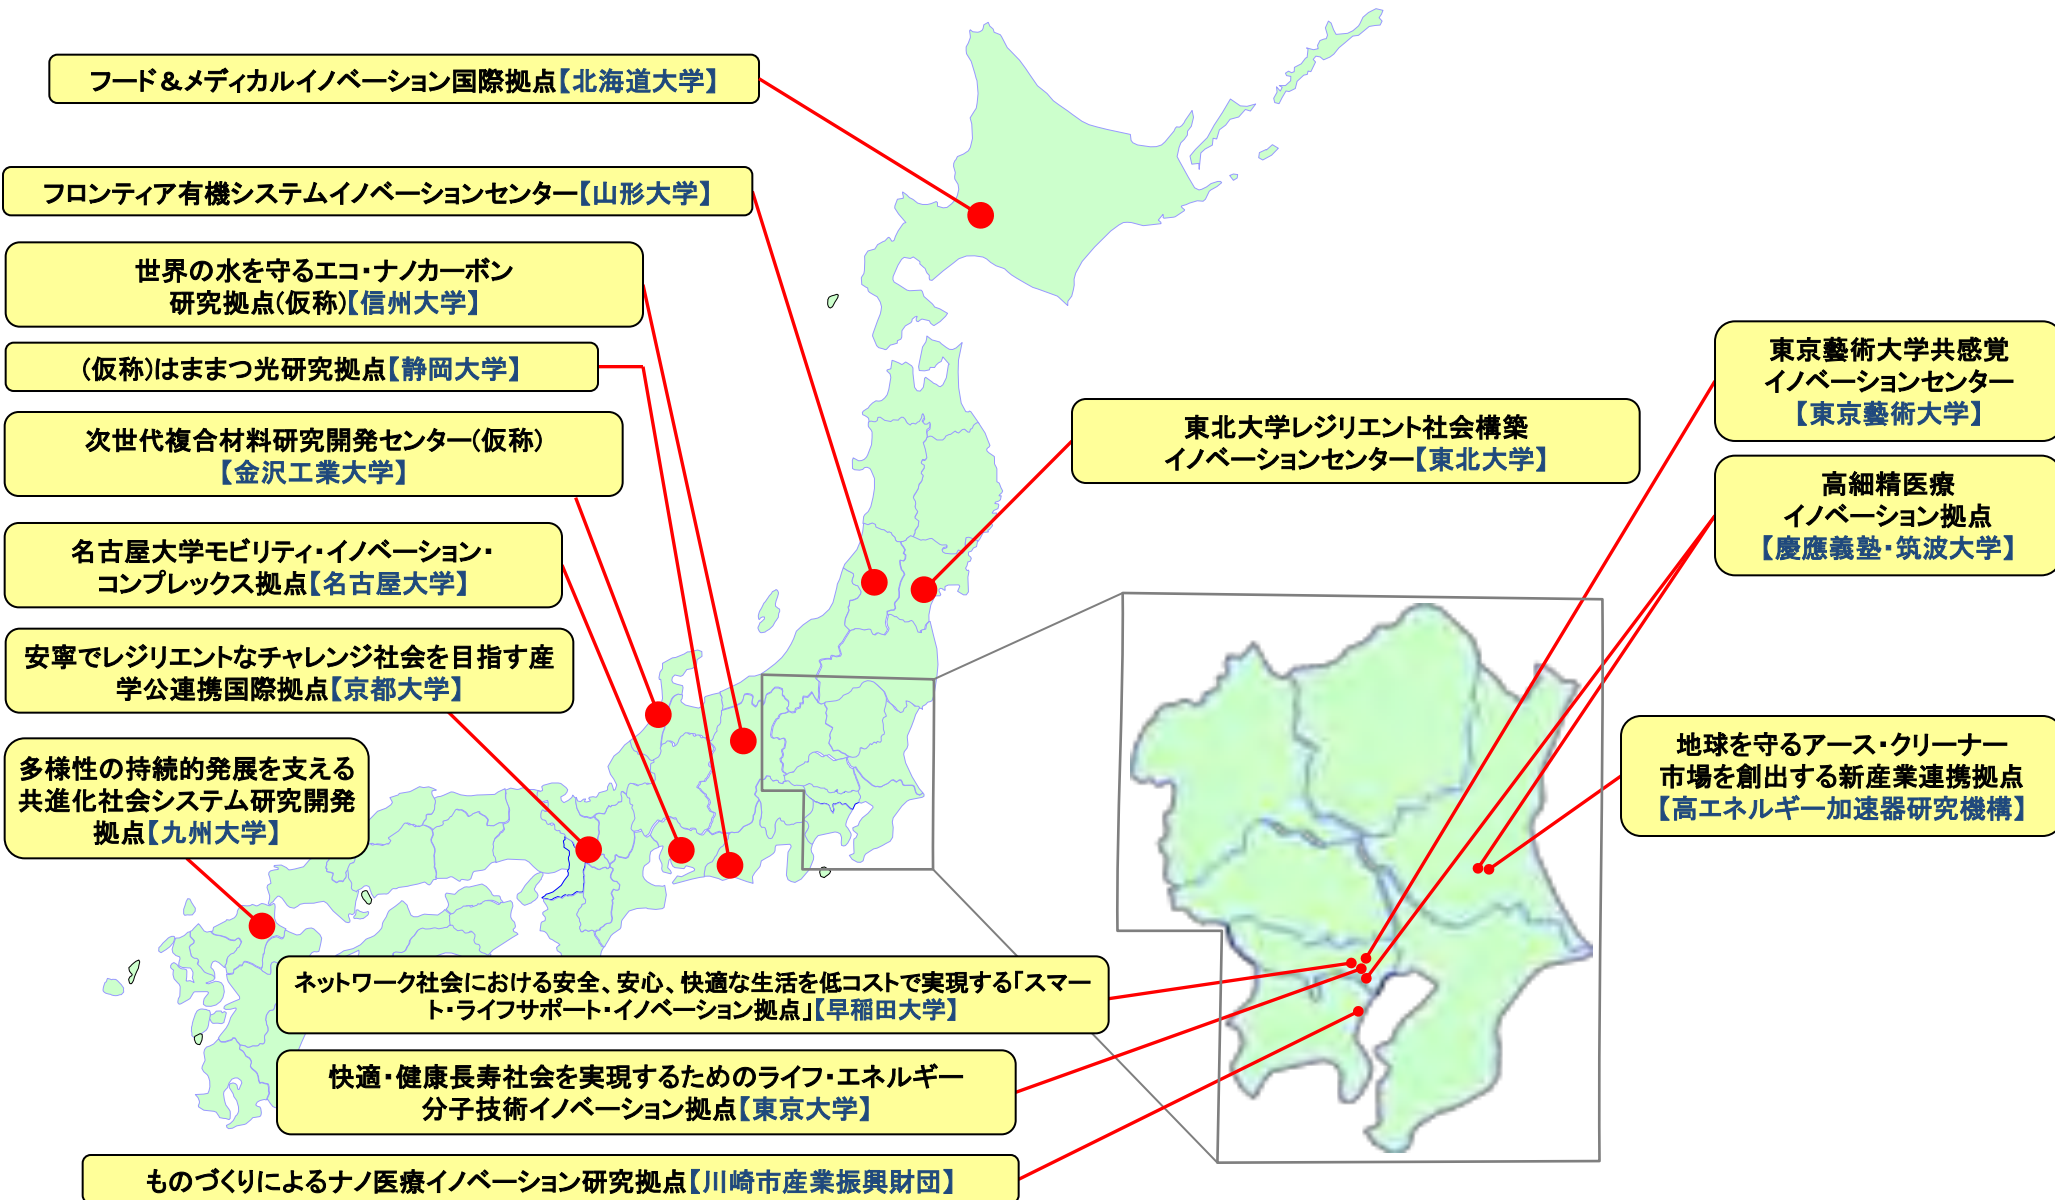 フード＆メディカルイノベーション国際拠点【北海道大学】
フロンティア有機システムイノベーションセンター【山形大学】
世界の水を守るエコ・ナノカーボン
研究拠点(仮称)【信州大学】
(仮称)はままつ光研究拠点【静岡大学】
次世代複合材料研究開発センター(仮称)
【金沢工業大学】
名古屋大学モビリティ・イノベーション・
コンプレックス拠点【名古屋大学】
安寧でレジリエントなチャレンジ社会を目指す産
学公連携国際拠点【京都大学】
多様性の持続的発展を支える
共進化社会システム研究開発
拠点【九州大学】
東北大学レジリエント社会構築
イノベーションセンター【東北大学】
東京藝術大学共感覚
イノベーションセンター
【東京藝術大学】
高細精医療
イノベーション拠点
【慶應義塾・筑波大学】
地球を守るアース・クリーナー
市場を創出する新産業連携拠点
【高エネルギー加速器研究機構】
ネットワーク社会における安全、安心、快適な生活を低コストで実現する「スマー
ト・ライフサポート・イノベーション拠点」【早稲田大学】
快適・健康長寿社会を実現するためのライフ・エネルギー
分子技術イノベーション拠点【東京大学】
ものづくりによるナノ医療イノベーション研究拠点【川崎市産業振興財団】